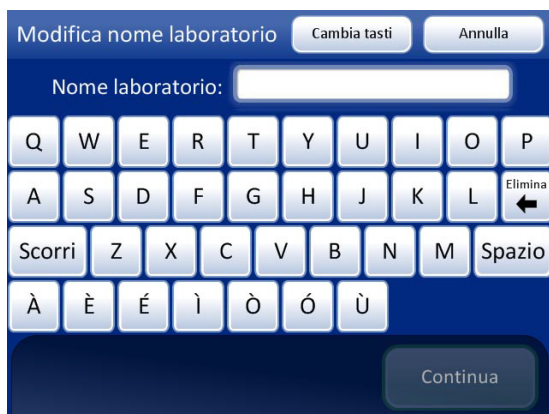 Modifica nome laboratorio Cambia tasti Annulla
Nome laboratorio:
Q W E R T Y U I O P
A S D F G H J K L Elimina
Scorri Z X C V B N M Spazio
À È É Ì Ò Ó Ù
Continua